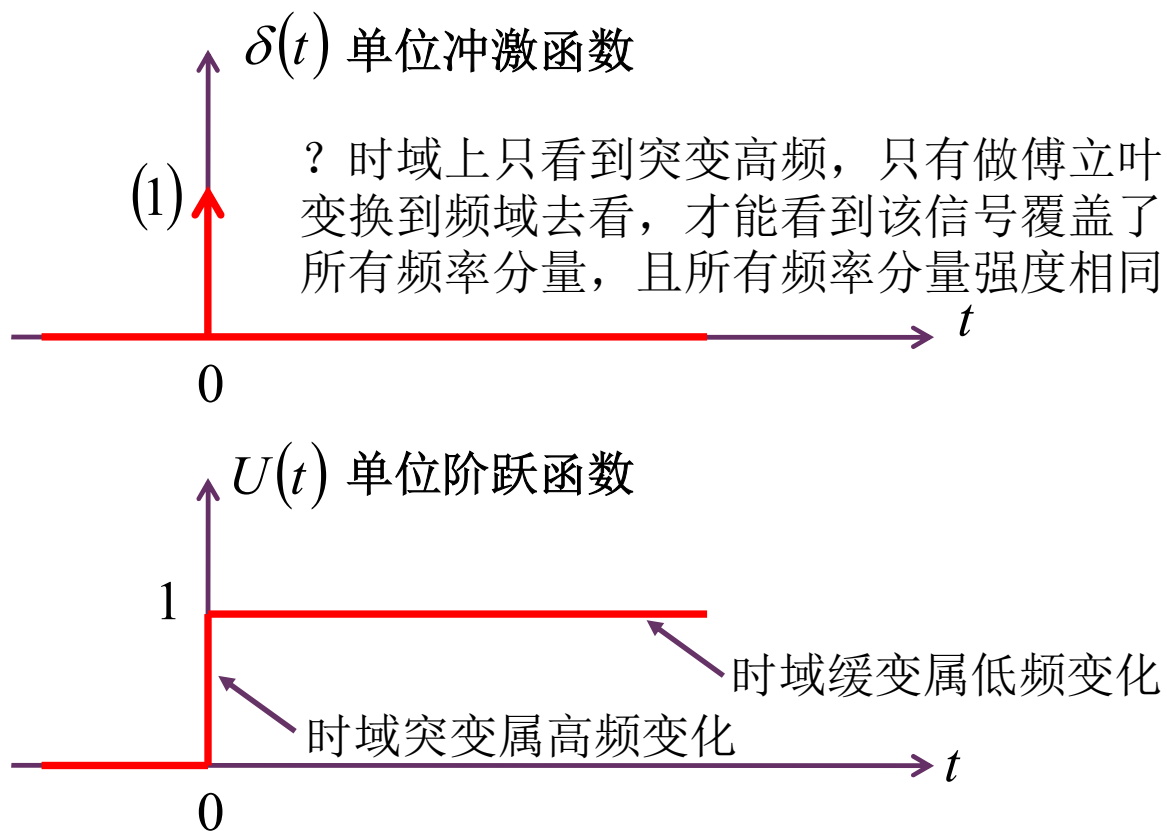 δ(t) 单位冲激函数
? 时域上只看到突变高频，只有做傅立叶
(1) 变换到频域去看，才能看到该信号覆盖了
所有频率分量，且所有频率分量强度相同
t
0
U(t) 单位阶跃函数
1
时域缓变属低频变化
时域突变属高频变化
t
0